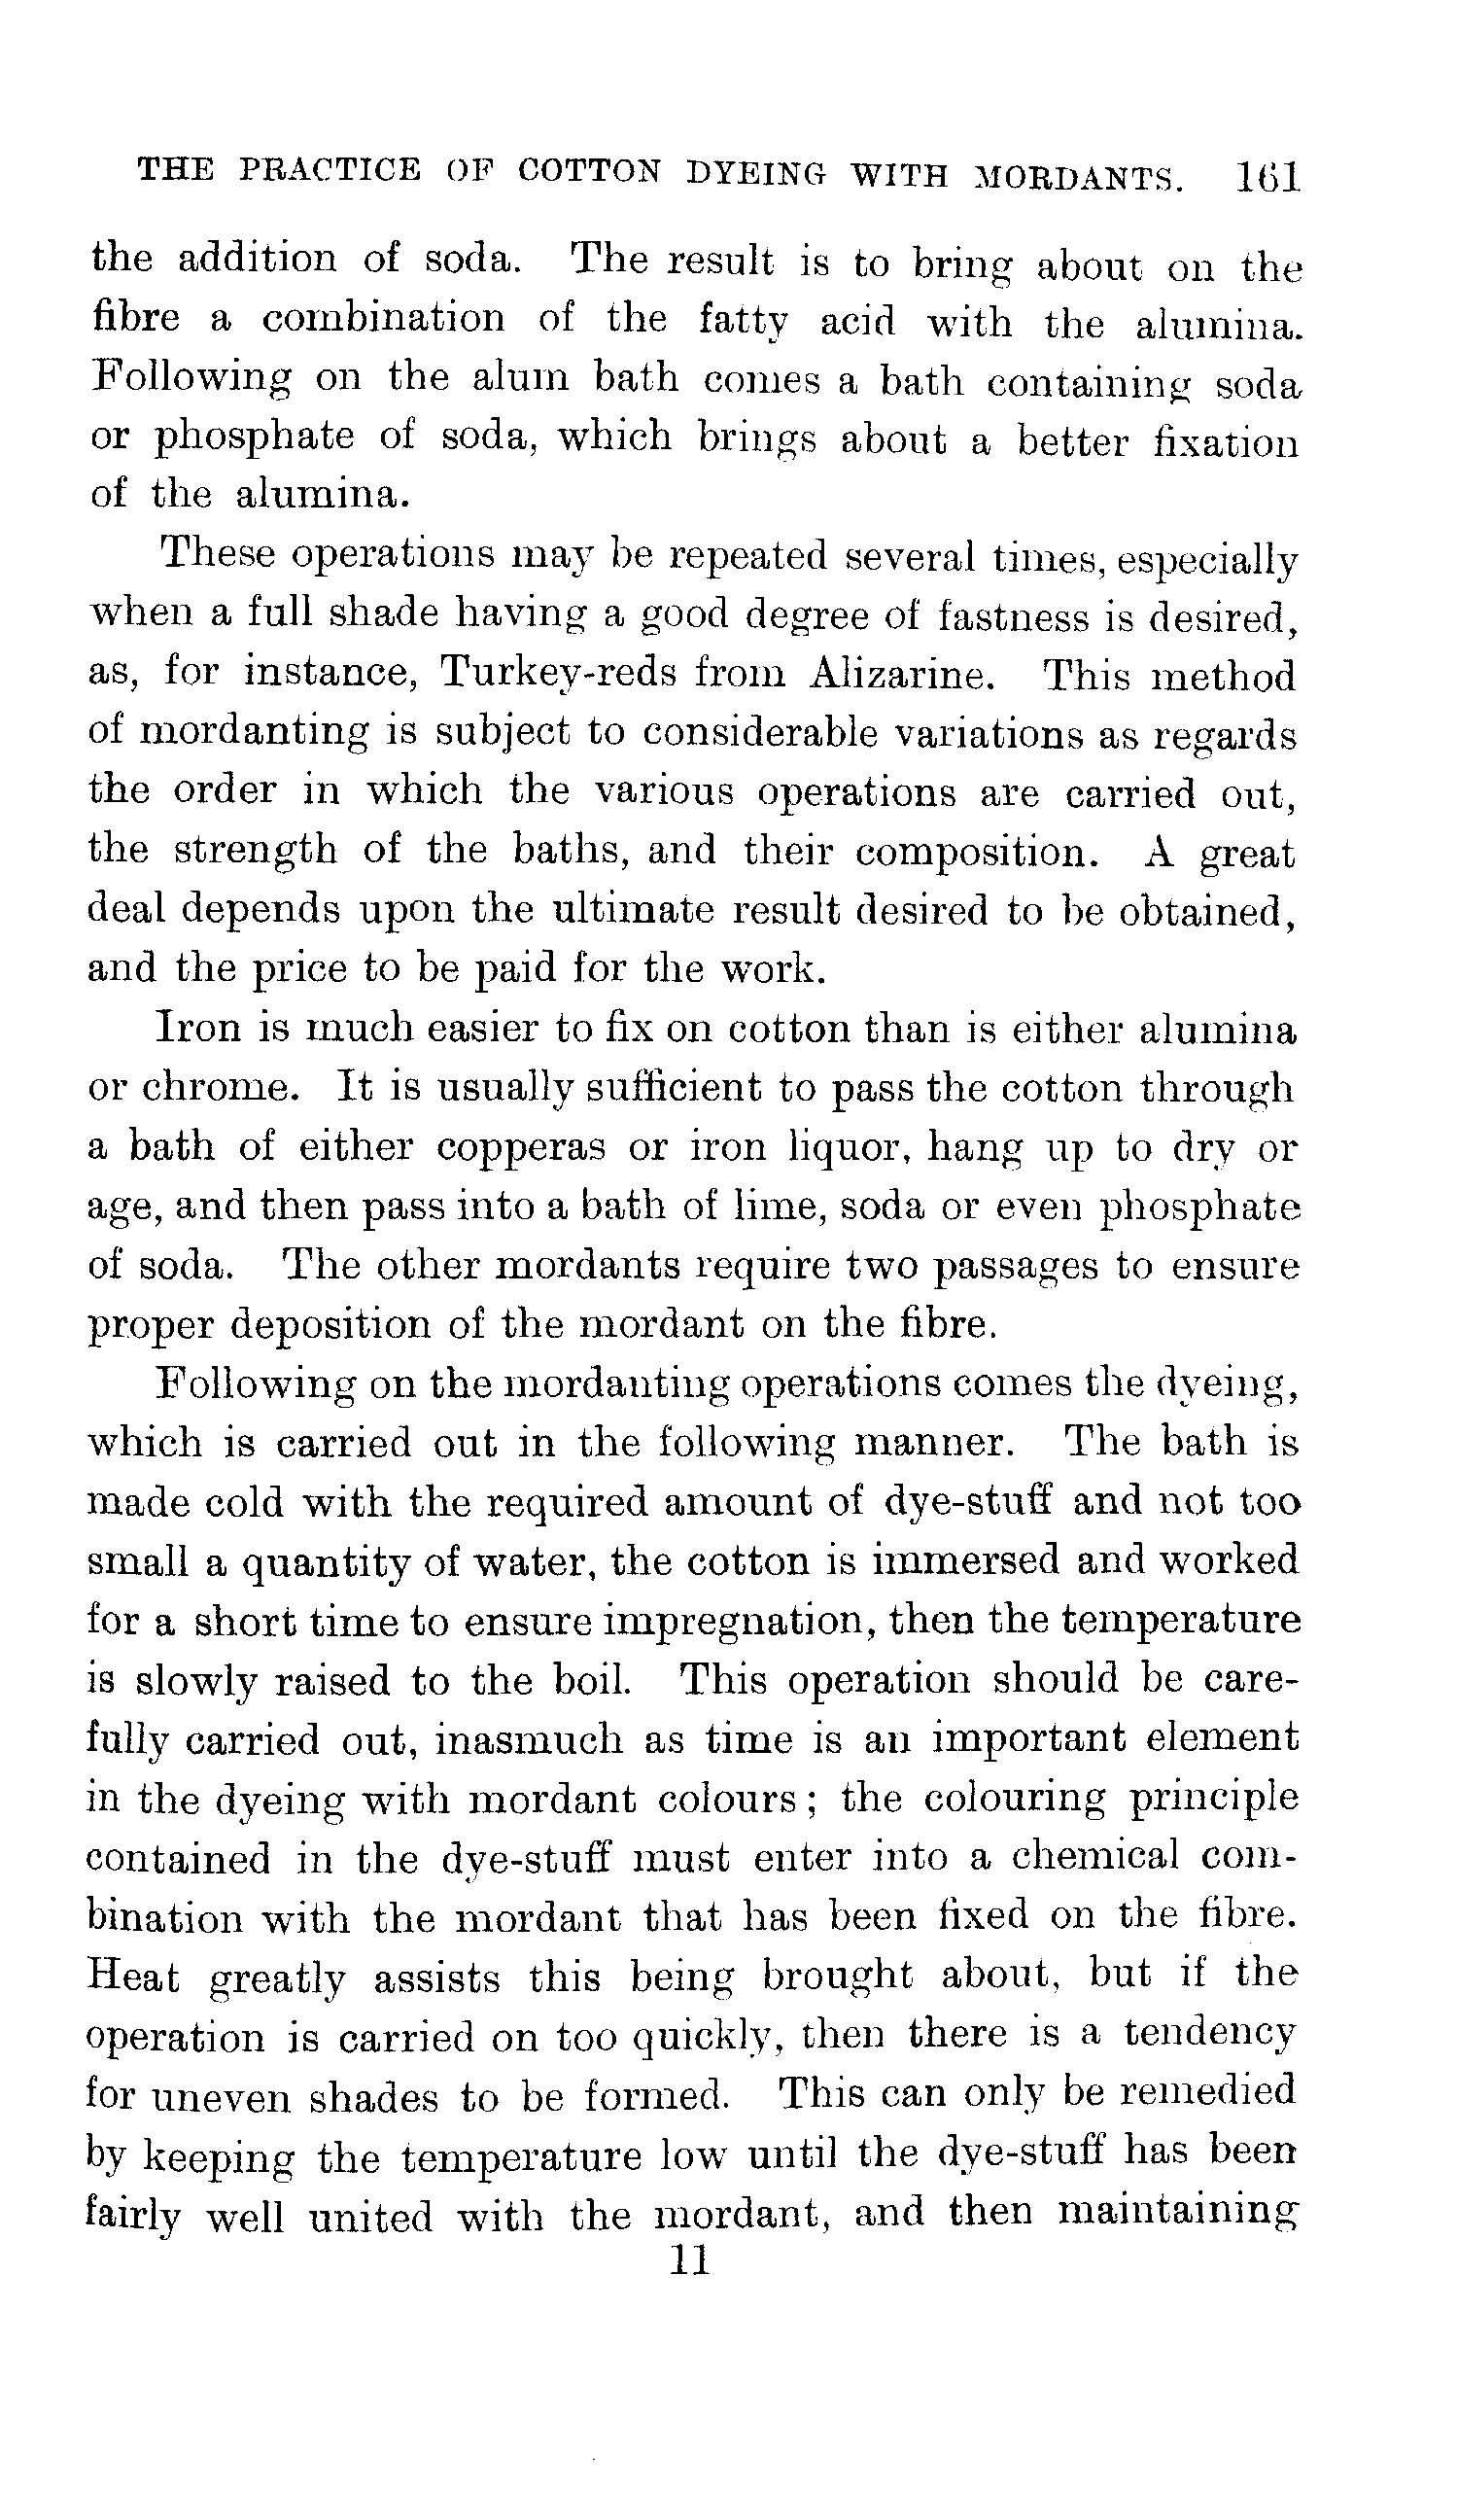 THE PRACTICE OF COTTON DYEING WITH MORDANTS. 161
the addition of soda. The result is to bring about on the
fibre a combination of the fatty acid with the alumina.
Following on the alum bath comes a bath containing soda
or phosphate of soda, which brings about a better fixation
of the alumina.
These operations may be repeated several times, especially
when a full shade having a good degree of fastness is desired,
as, for instance, Turkey-reds from Alizarine. This method
of mordanting is subject to considerable variations as regards
the order in which the various operations are carried out,
the strength of the baths, and their composition. A great
deal depends upon the ultimate result desired to be obtained,
and the price to be paid for the work.
Iron is much easier to fix on cotton than is either alumina
or chrome. It is usually sufficient to pass the cotton through
a bath of either copperas or iron liquor, hang up to dry or
age, and then pass into a bath of lime, soda or even phosphate
of soda. The other mordants require two passages to ensure
proper deposition of the mordant on the fibre.
Following on the mordanting operations comes the dyeing,
which is carried out in the following manner. The bath is
made cold with the required amount of dye-stuff and not too
small a quantity of water, the cotton is immersed and worked
for a short time to ensure impregnation, then the temperature
is slowly raised to the boil. This operation should be care-
fully carried out, inasmuch as time is an important element
in the dyeing with mordant colours; the colouring principle
contained in the dye-stuff must enter into a chemical com-
bination with the mordant that has been fixed on the fibre.
Heat greatly assists this being brought about, but if the
operation is carried on too quickly, then there is a tendency
for uneven shades to be formed. This can only be remedied
by keeping the temperature low until the dye-stuff has been
fairly well united with the mordant, and then maintaining
11